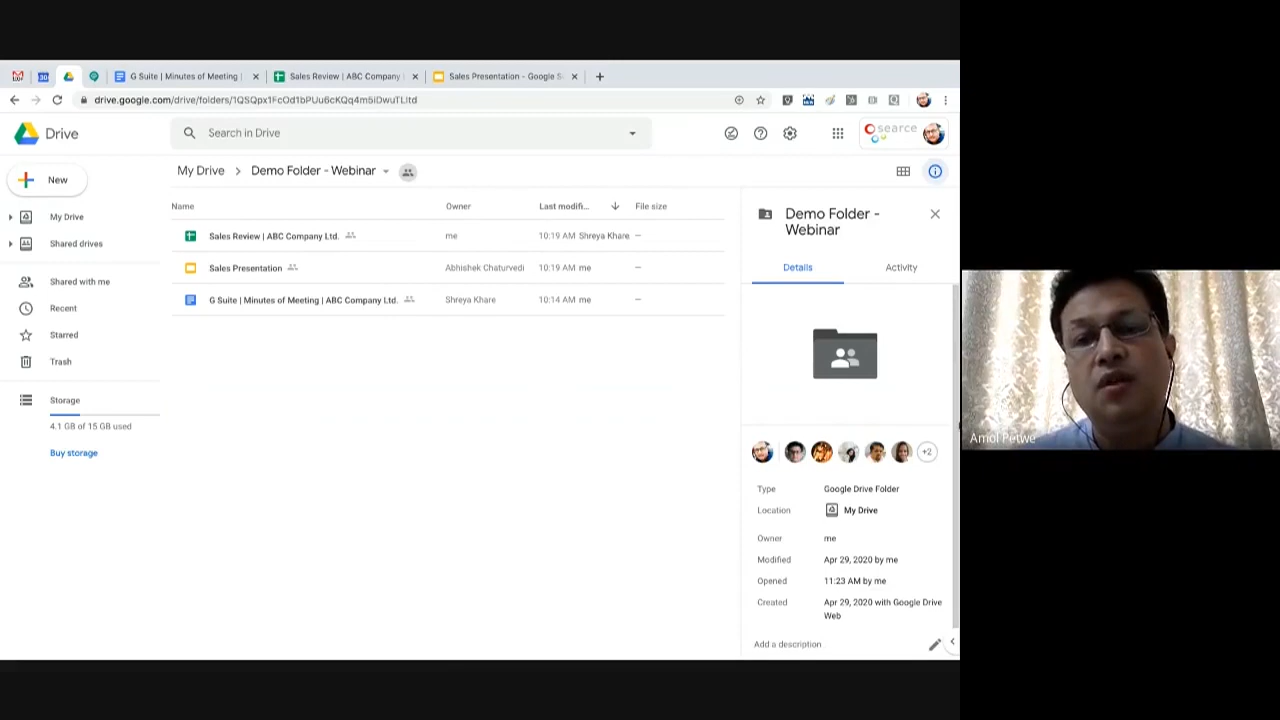 G Suite | Minutes of Meeting |
Sales Review | ABC Company
Sales Presentation - Google S
drive.google.com/drive/folders/1QSQpx1FcOd1bPUu6cKQq4m5iDwuTLltd
Drive
Search in Drive
searce
New
My Drive
Demo Folder - Webinar
Name
Owner
Last modifi...
File size
My Drive
Sales Review | ABC Company Ltd.
me
10:19 AM Shreya Khare
—
Shared drives
Sales Presentation
Abhishek Chaturvedi
10:19 AM me
—
Shared with me
G Suite | Minutes of Meeting | ABC Company Ltd.
Shreya Khare
10:14 AM me
—
Recent
Starred
Trash
Storage
4.1 GB of 15 GB used
Buy storage
Demo Folder -
Webinar
Details
Activity
+2
Type
Google Drive Folder
Location
My Drive
Owner
me
Modified
Apr 29, 2020 by me
Opened
11:23 AM by me
Created
Apr 29, 2020 with Google Drive
Web
Add a description
Amol Petwe